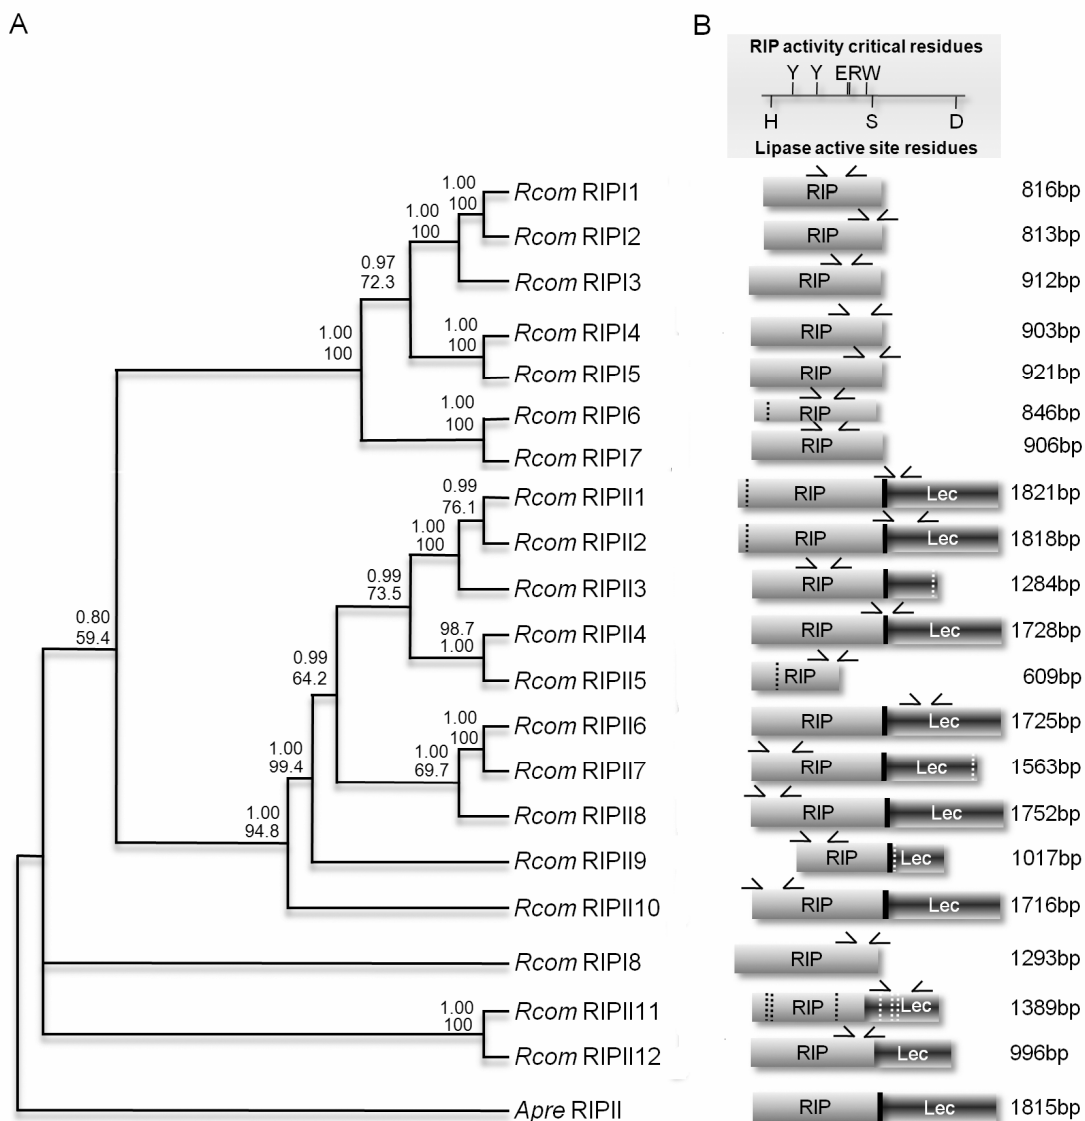 A
B
RIP activity critical residues
Y Y ERW
H S D
Lipase active site residues
1.00
100
Rcom RIPI1 RIP 816bp
1.00
100
Rcom RIPI2 RIP 813bp
0.97
72.3
Rcom RIPI3 RIP 912bp
1.00
100
1.00
100
Rcom RIPI4 RIP 903bp
Rcom RIPI5 RIP 921bp
1.00
100
Rcom RIPI6 RIP 846bp
Rcom RIPI7 RIP 906bp
0.99
76.1
Rcom RIPII1 RIP Lec 1821bp
1.00
100
Rcom RIPII2 RIP Lec 1818bp
0.99
73.5
Rcom RIPII3 RIP 1284bp
0.80
59.4
98.7
1.00
Rcom RIPII4 RIP Lec 1728bp
0.99
64.2
Rcom RIPII5 RIP 609bp
1.00
100
Rcom RIPII6 RIP Lec 1725bp
1.00
99.4
1.00
69.7
Rcom RIPII7 RIP Lec 1563bp
1.00
94.8
Rcom RIPII8 RIP Lec 1752bp
Rcom RIPII9 RIP Lec 1017bp
Rcom RIPII10 RIP Lec 1716bp
Rcom RIPI8 RIP 1293bp
1.00
100
Rcom RIPII11 RIP Lec 1389bp
Rcom RIPII12 RIP Lec 996bp
Apre RIPII RIP Lec 1815bp